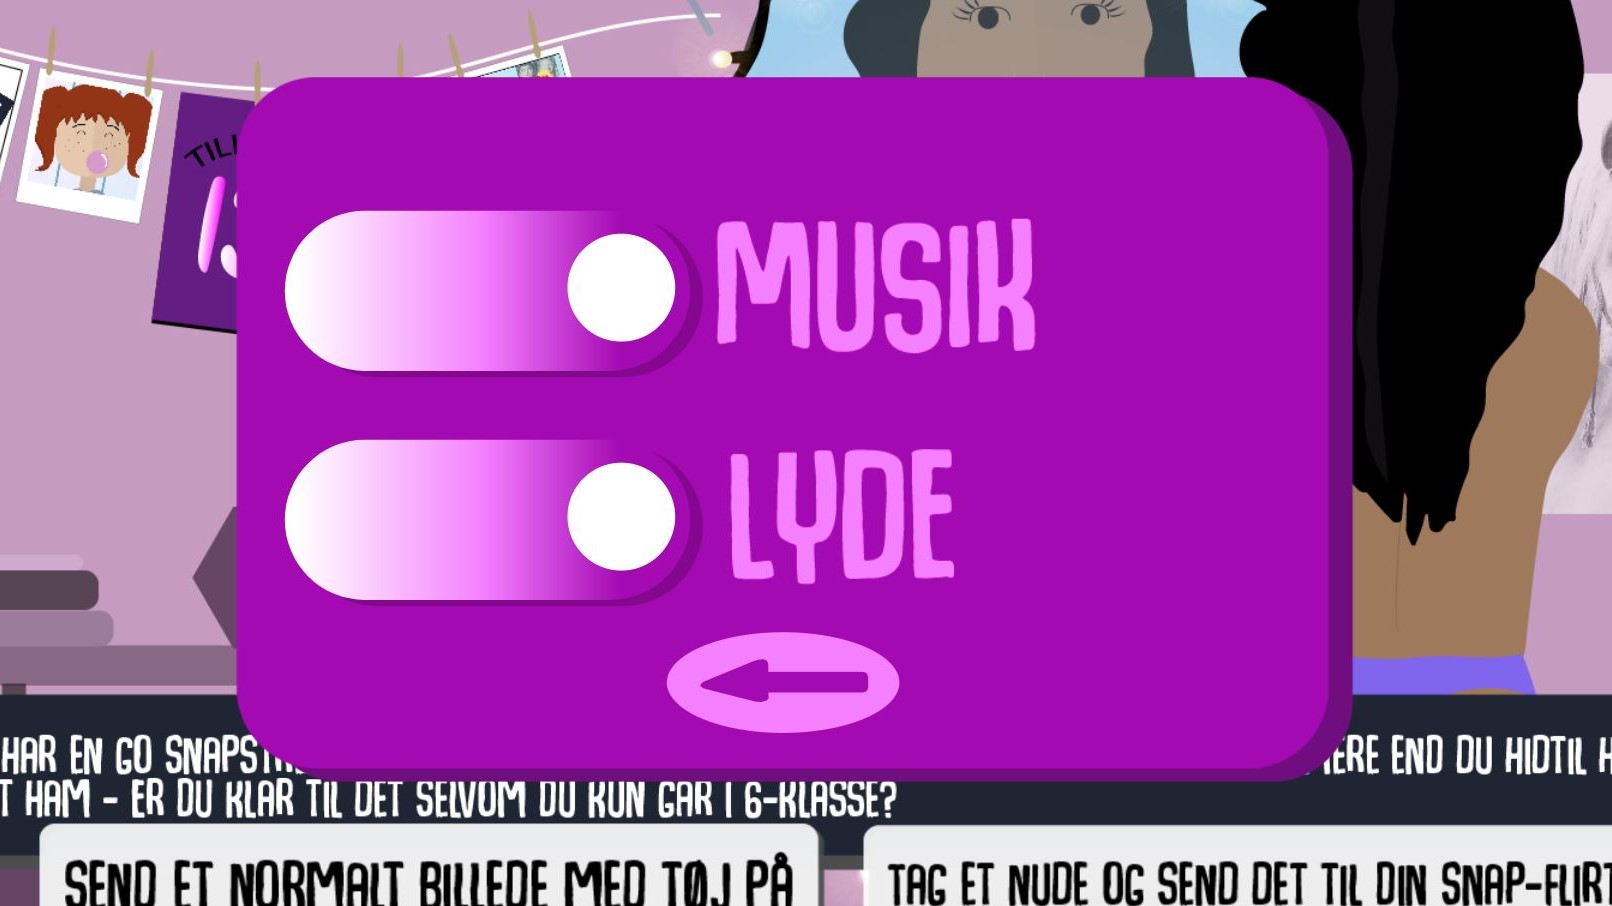 TIL
13
MUSIK
LYDE
HAR EN GO SNAPST
ERE END DU HIDTIL H
T HAM - ER DU KLAR TIL DET SELVOM DU KUN GÅR I 6-KLASSE?
SEND ET NORMALT BILLEDE MED TØJ PÅ
TAG ET NUDE OG SEND DET TIL DIN SNAP-FLIRT